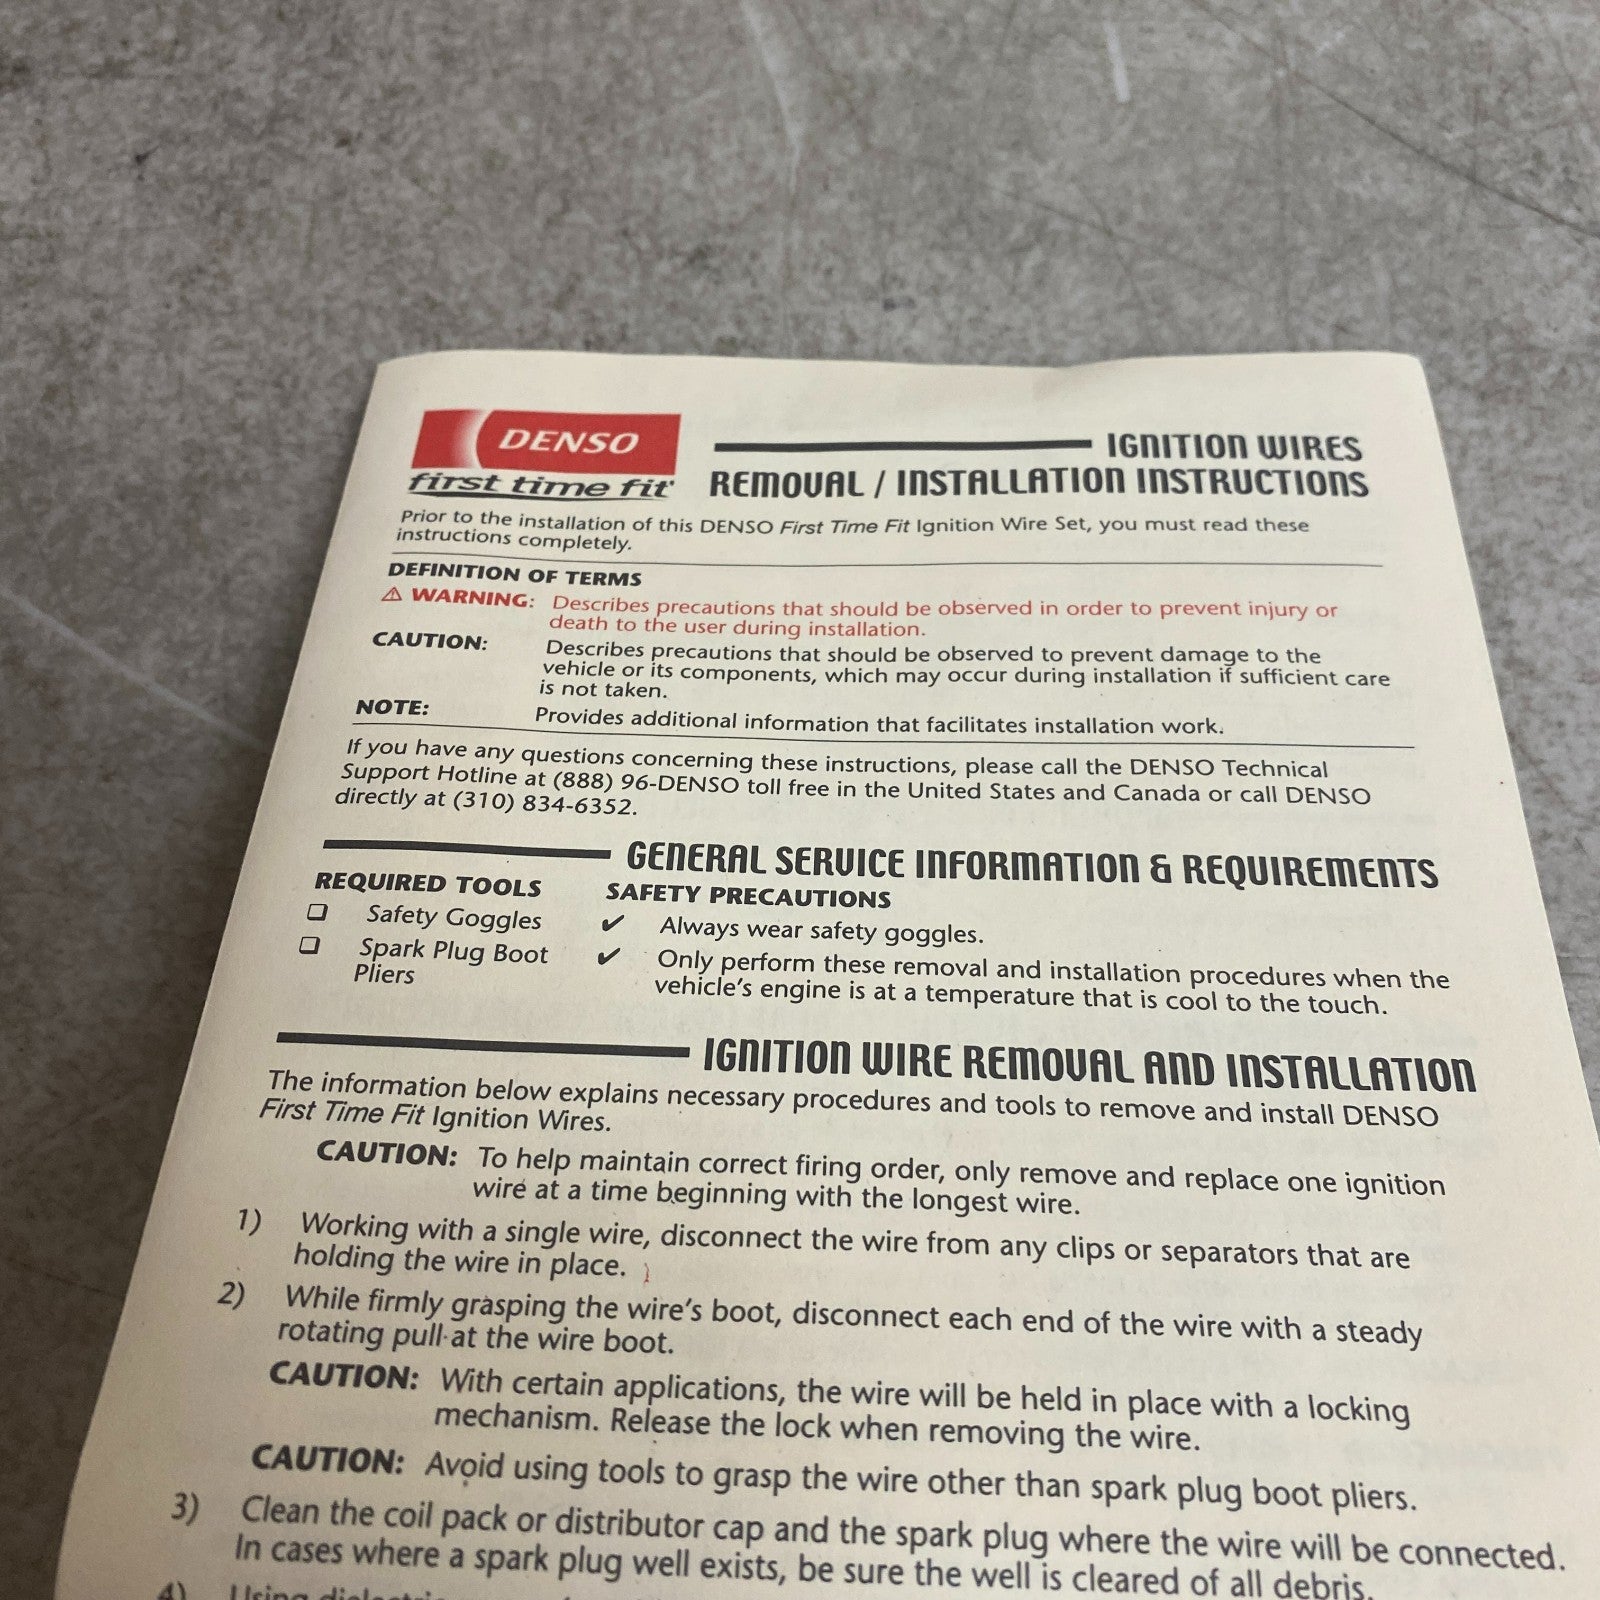 DENSO
first time fit
IGNITION WIRES
REMOVAL / INSTALLATION INSTRUCTIONS
Prior to the installation of this DENSO First Time Fit Ignition Wire Set, you must read these
instructions completely.
DEFINITION OF TERMS
⚠ WARNING: Describes precautions that should be observed in order to prevent injury or
death to the user during installation.
CAUTION: Describes precautions that should be observed to prevent damage to the
vehicle or its components, which may occur during installation if sufficient care
is not taken.
NOTE: Provides additional information that facilitates installation work.
If you have any questions concerning these instructions, please call the DENSO Technical
Support Hotline at (888) 96-DENSO toll free in the United States and Canada or call DENSO
directly at (310) 834-6352.
GENERAL SERVICE INFORMATION & REQUIREMENTS
REQUIRED TOOLS
❏ Safety Goggles
❏ Spark Plug Boot
Pliers
SAFETY PRECAUTIONS
✔ Always wear safety goggles.
✔ Only perform these removal and installation procedures when the
vehicle's engine is at a temperature that is cool to the touch.
IGNITION WIRE REMOVAL AND INSTALLATION
The information below explains necessary procedures and tools to remove and install DENSO
First Time Fit Ignition Wires.
CAUTION: To help maintain correct firing order, only remove and replace one ignition
wire at a time beginning with the longest wire.
1) Working with a single wire, disconnect the wire from any clips or separators that are
holding the wire in place.
2) While firmly grasping the wire's boot, disconnect each end of the wire with a steady
rotating pull at the wire boot.
CAUTION: With certain applications, the wire will be held in place with a locking
mechanism. Release the lock when removing the wire.
CAUTION: Avoid using tools to grasp the wire other than spark plug boot pliers.
3) Clean the coil pack or distributor cap and the spark plug where the wire will be connected.
In cases where a spark plug well exists, be sure the well is cleared of all debris.
4) Using dielectric